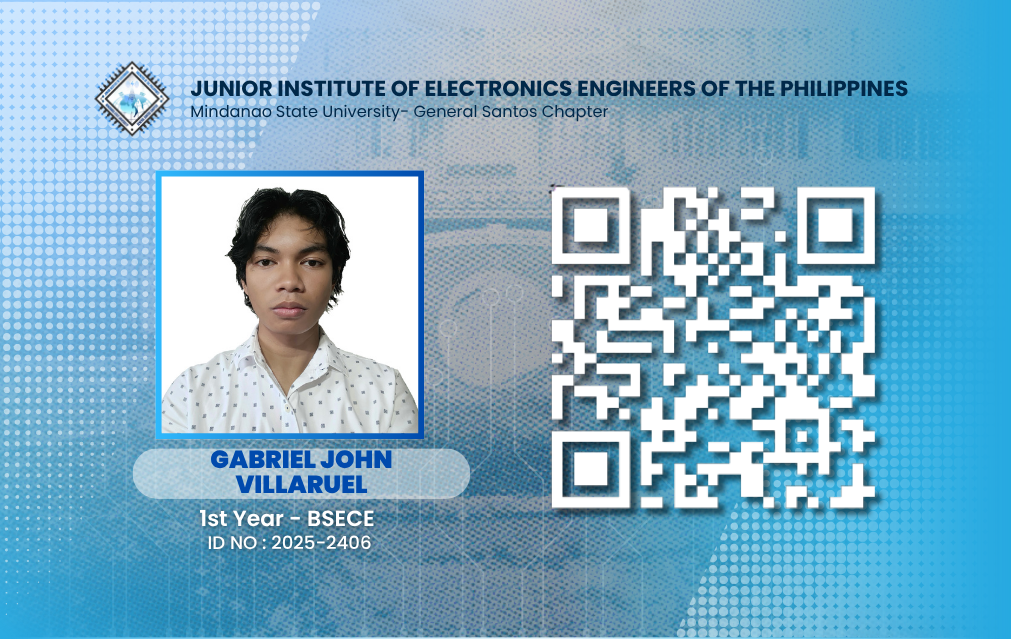 JUNIOR INSTITUTE OF ELECTRONICS ENGINEERS OF THE PHILIPPINES
Mindanao State University- General Santos Chapter
GABRIEL JOHN
VILLARUEL
1st Year - BSECE
ID NO : 2025-2406